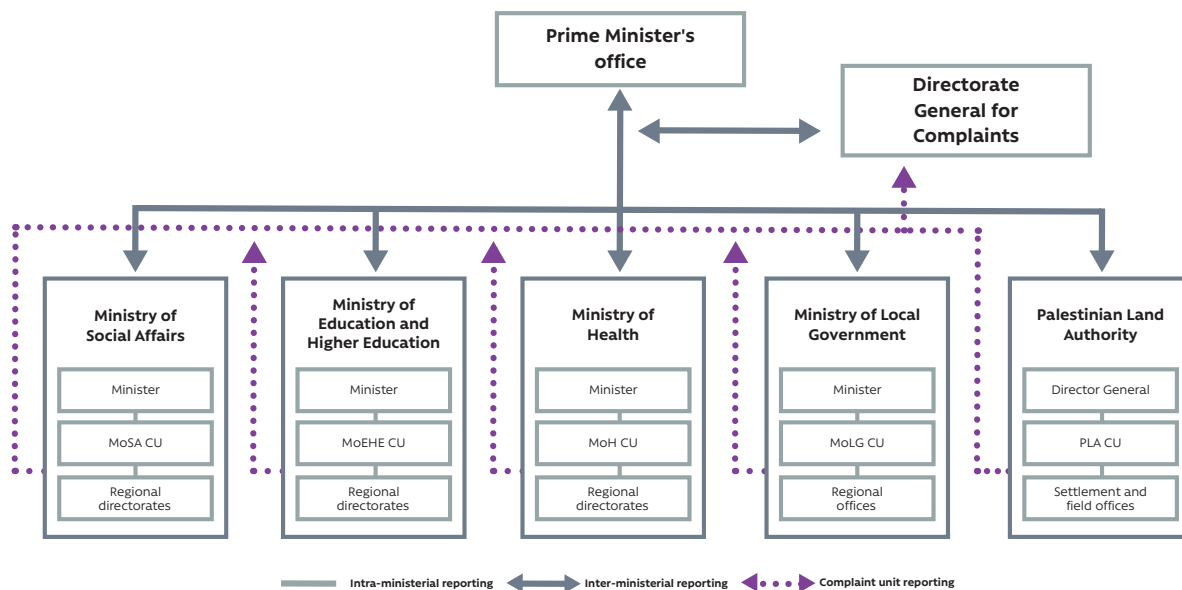 Prime Minister's
office
Directorate
General for
Complaints
Ministry of
Social Affairs
Minister
MoSA CU
Regional
directorates
Ministry of
Education and
Higher Education
Minister
MoEHE CU
Regional
directorates
Ministry of
Health
Minister
MoH CU
Regional
directorates
Ministry of Local
Government
Minister
MoLG CU
Regional
offices
Palestinian Land
Authority
Director General
PLA CU
Settlement and
field offices
Intra-ministerial reporting
Inter-ministerial reporting
Complaint unit reporting